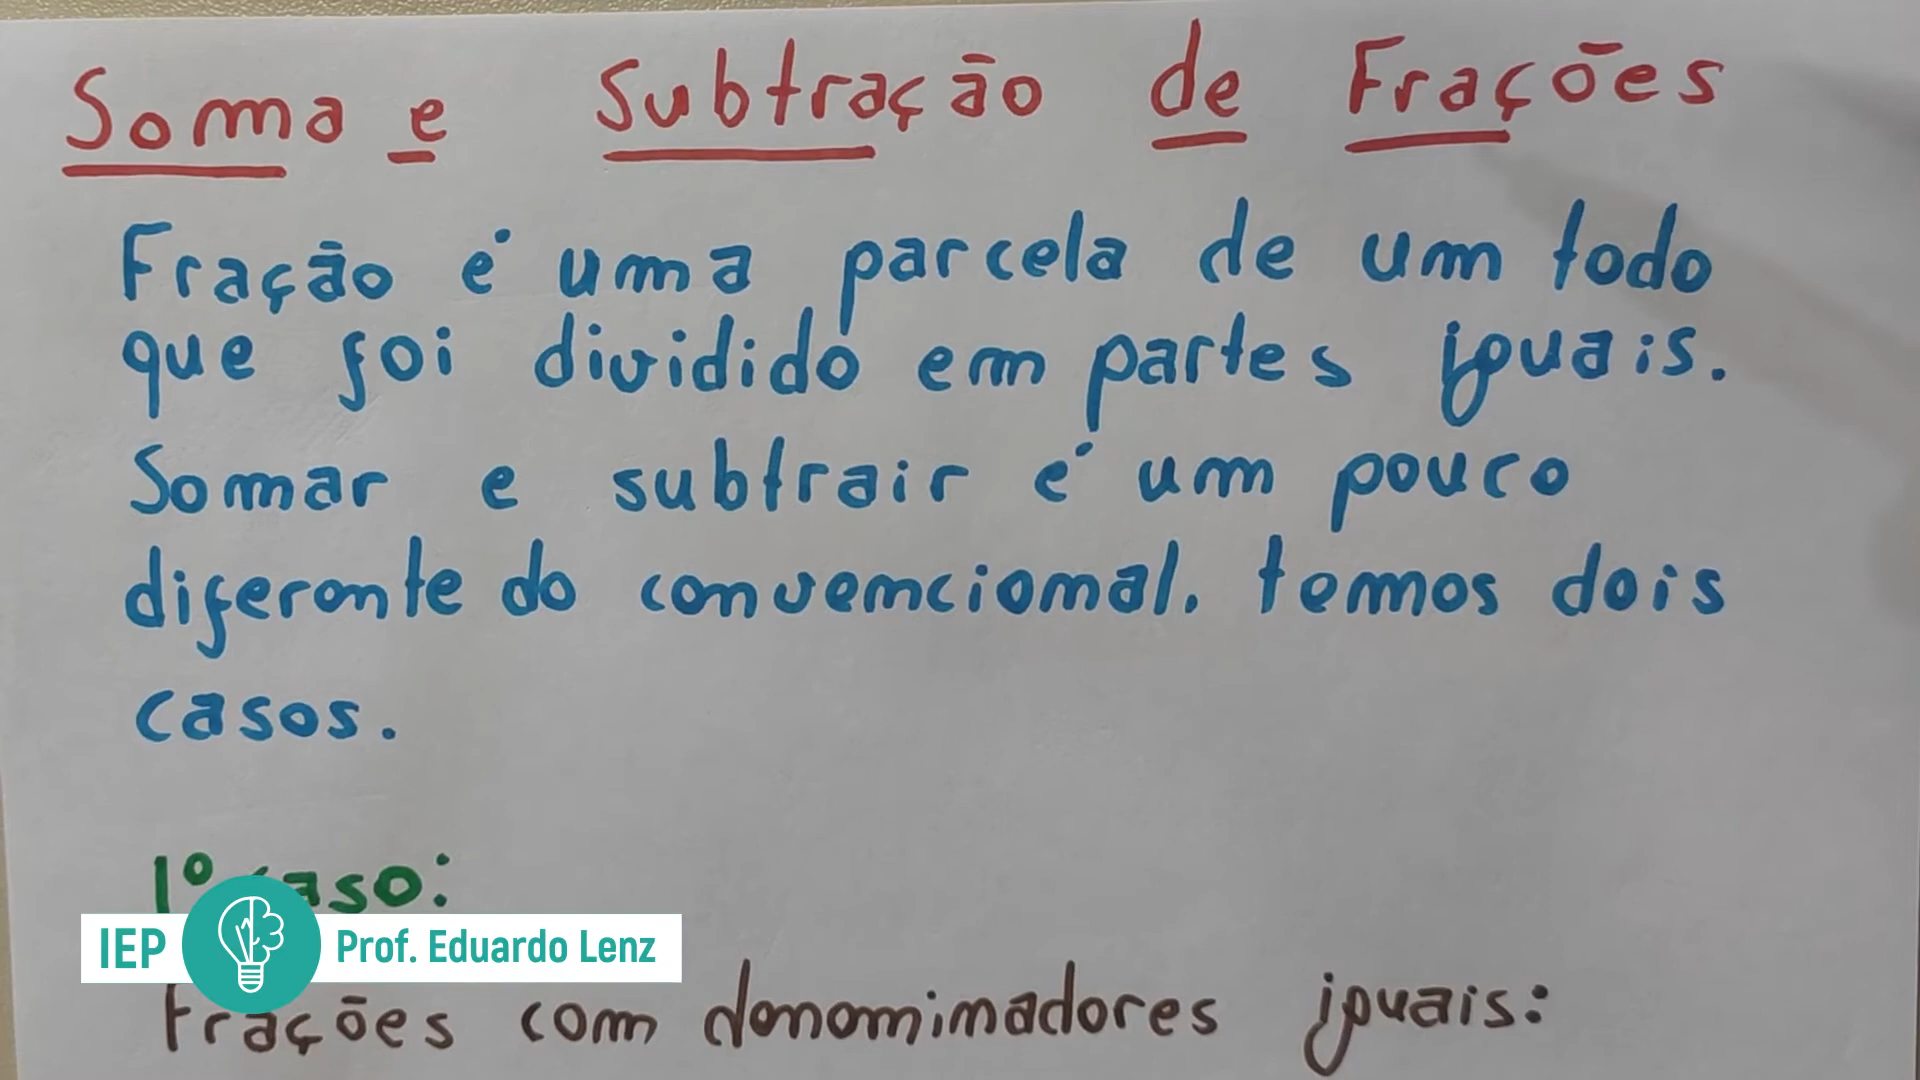 Soma e Subtração de Frações
Fração é uma parcela de um todo
que foi dividido em partes iguais.
Somar e subtrair é um pouco
diferente do convencional. temos dois
casos.
1º caso:
IEP Prof. Eduardo Lenz
Frações com denominadores iguais: